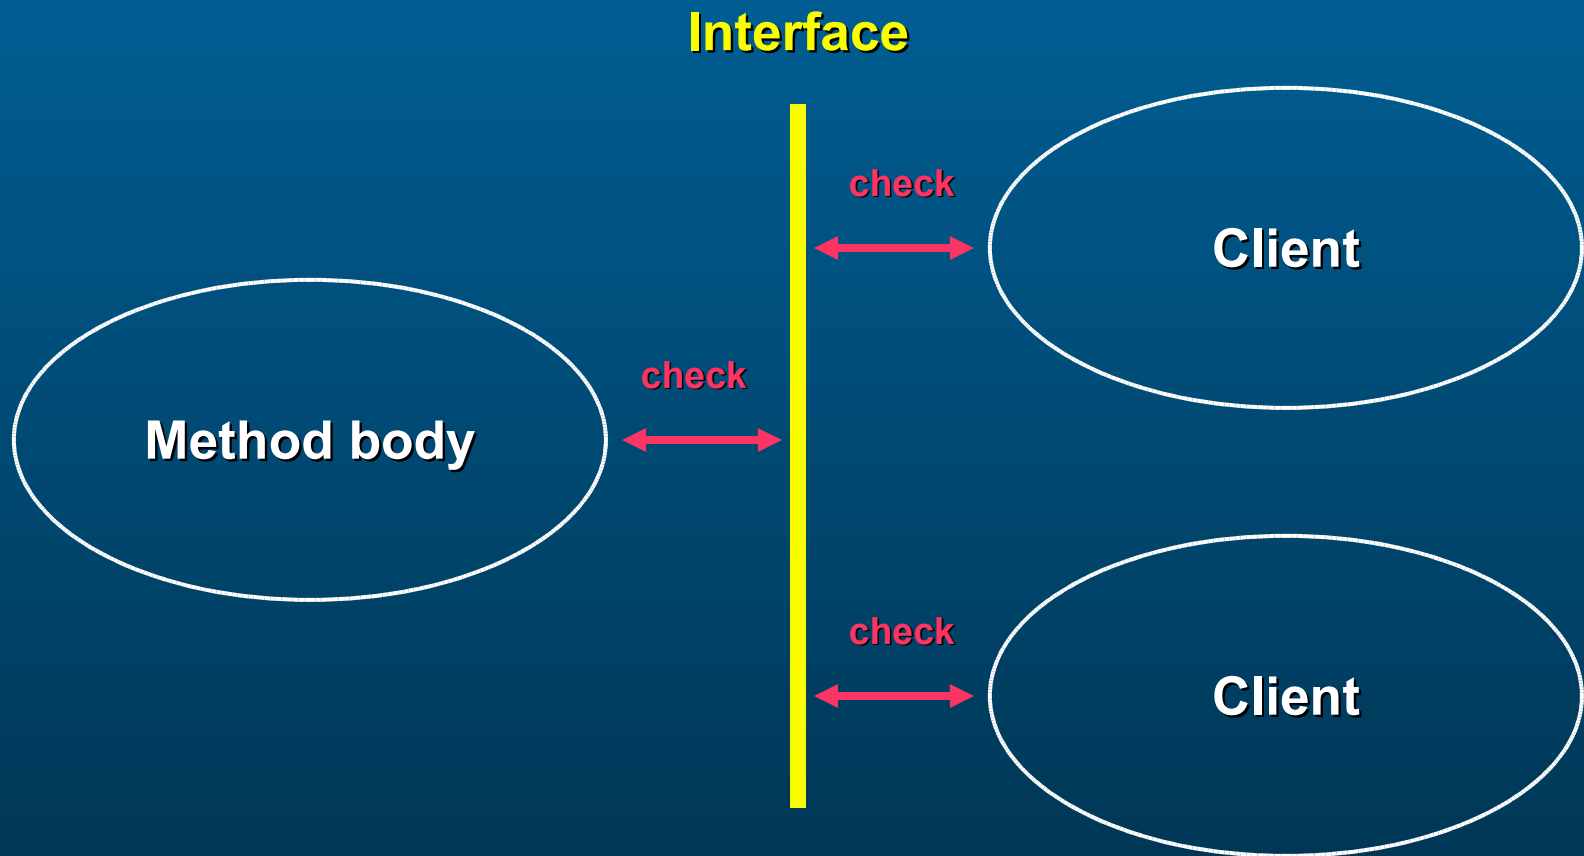 Interface
check
Client
check
Method body
check
Client